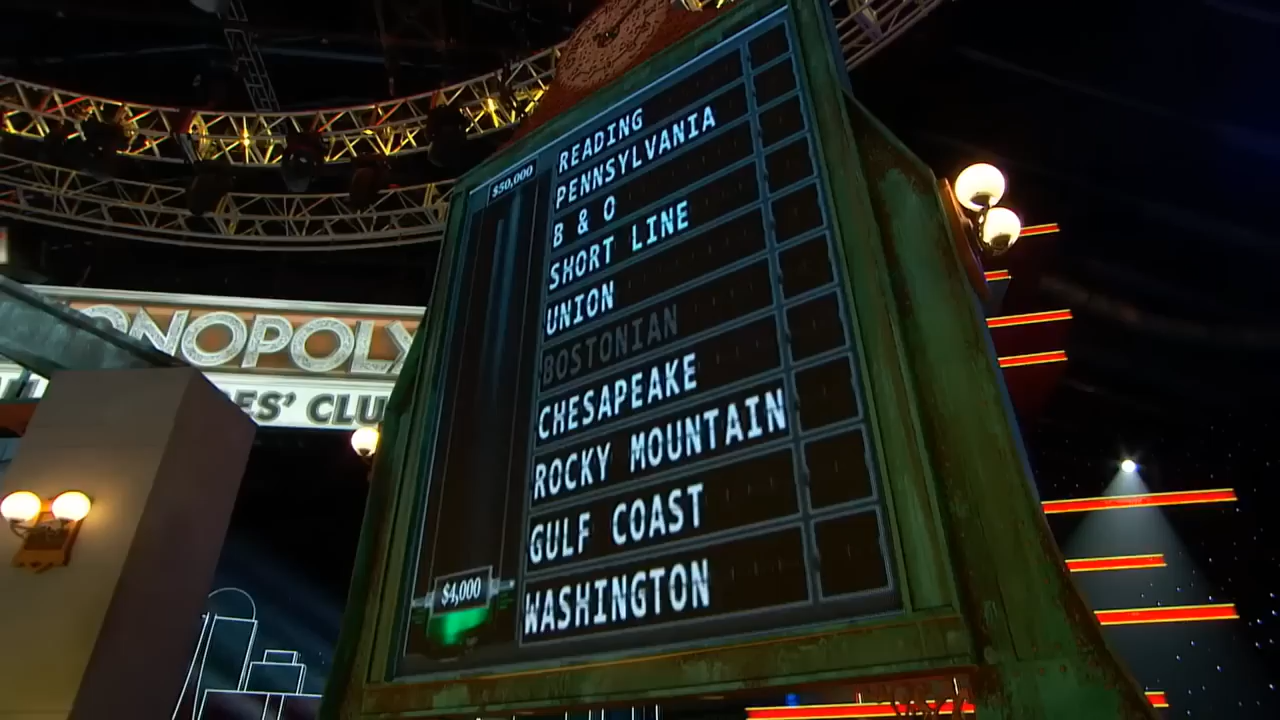 $50,000
READING
PENNSYLVANIA
B & O
SHORT LINE
UNION
BOSTONIAN
CHESAPEAKE
ROCKY MOUNTAIN
GULF COAST
WASHINGTON
$4,000
ONOPOLY
ES' CLU